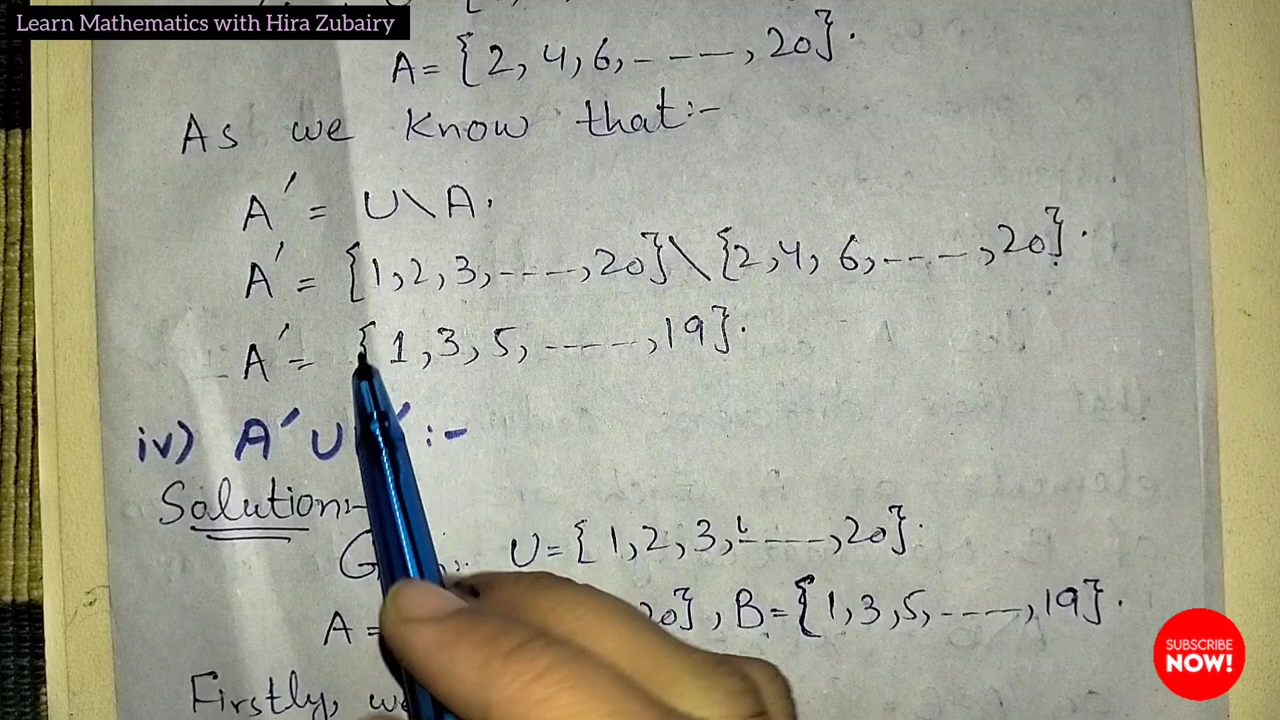 Learn Mathematics with Hira Zubairy
A = {2, 4, 6, ----, 20}.
As we know that:-
A′ = U\A.
A′ = {1, 2, 3, ----, 20} \ {2, 4, 6, ----, 20}.
A′ = {1, 3, 5, ----, 19}.
iv) A′ U ′ :-
Solution:-
U = {1, 2, 3, ----, 20}.
A = 20}, B = {1, 3, 5, ----, 19}.
Firstly, we
SUBSCRIBE
NOW!